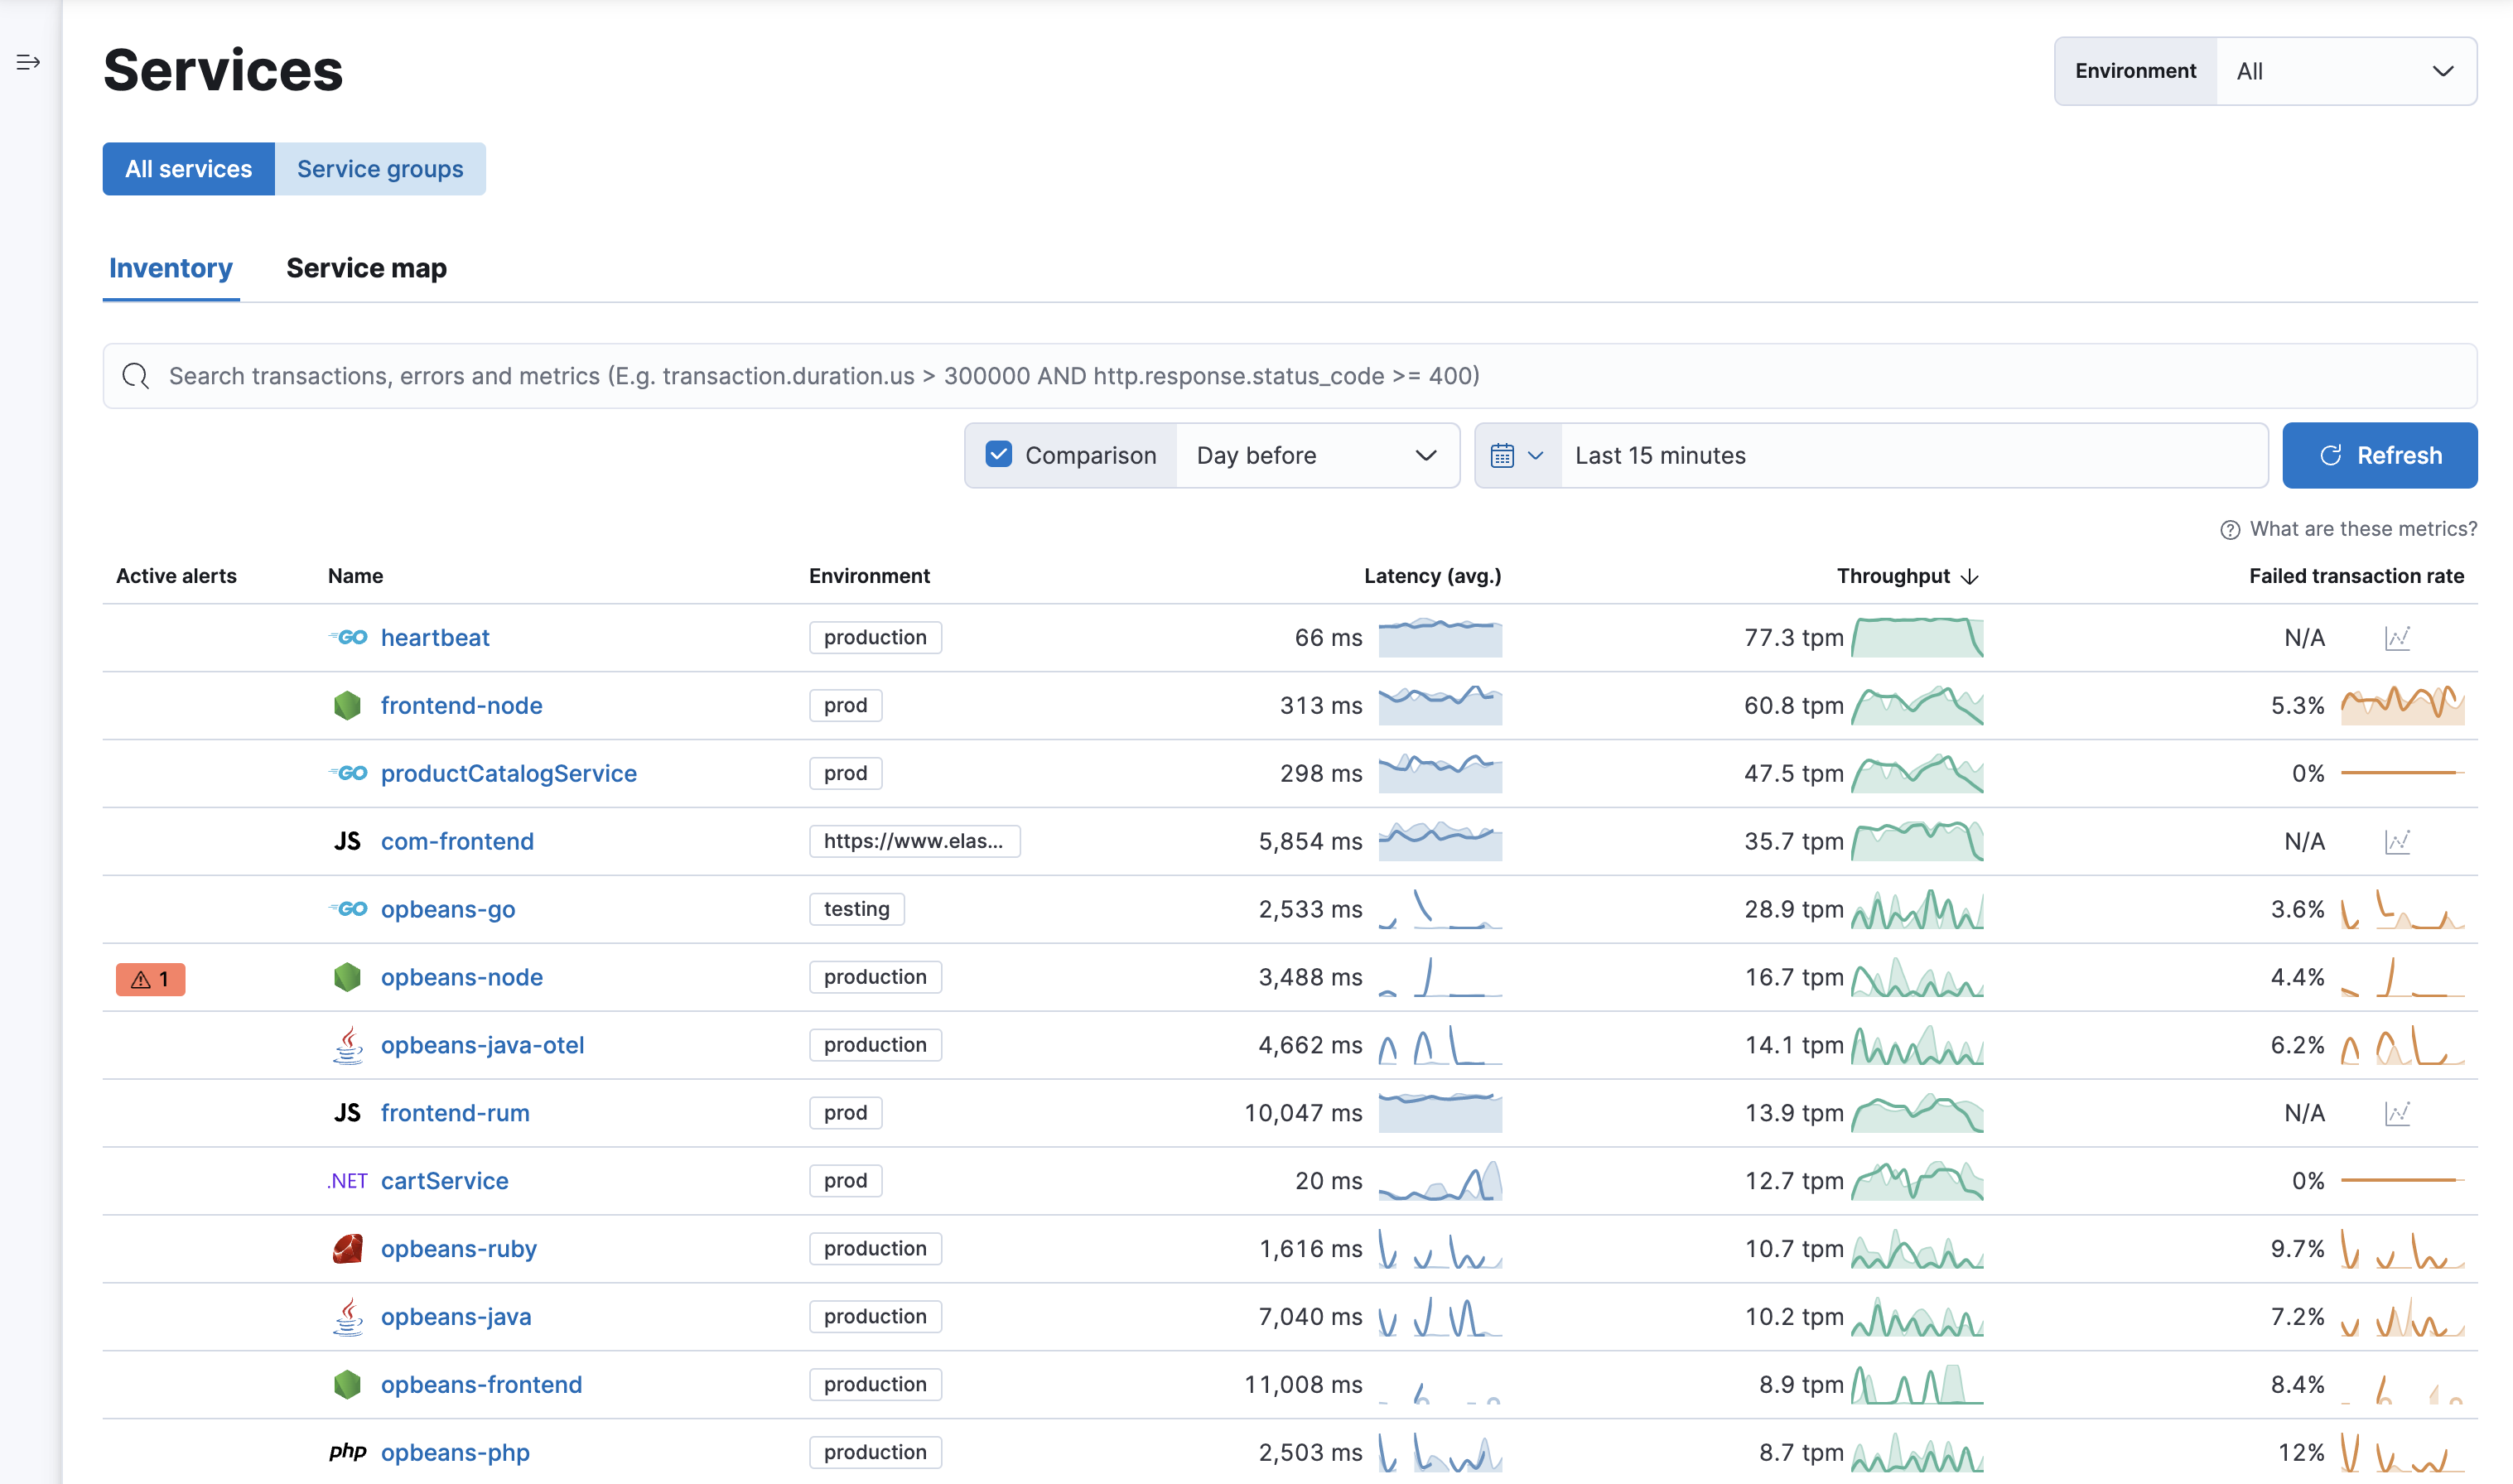 Services
Environment All
All services Service groups
Inventory Service map
Search transactions, errors and metrics (E.g. transaction.duration.us > 300000 AND http.response.status_code >= 400)
Comparison Day before Last 15 minutes Refresh
What are these metrics?
Active alerts Name Environment Latency (avg.) Throughput Failed transaction rate
GO heartbeat production 66 ms 77.3 tpm N/A
frontend-node prod 313 ms 60.8 tpm 5.3%
GO productCatalogService prod 298 ms 47.5 tpm 0%
JS com-frontend https://www.elas... 5,854 ms 35.7 tpm N/A
GO opbeans-go testing 2,533 ms 28.9 tpm 3.6%
1 opbeans-node production 3,488 ms 16.7 tpm 4.4%
opbeans-java-otel production 4,662 ms 14.1 tpm 6.2%
JS frontend-rum prod 10,047 ms 13.9 tpm N/A
.NET cartService prod 20 ms 12.7 tpm 0%
opbeans-ruby production 1,616 ms 10.7 tpm 9.7%
opbeans-java production 7,040 ms 10.2 tpm 7.2%
opbeans-frontend production 11,008 ms 8.9 tpm 8.4%
php opbeans-php production 2,503 ms 8.7 tpm 12%